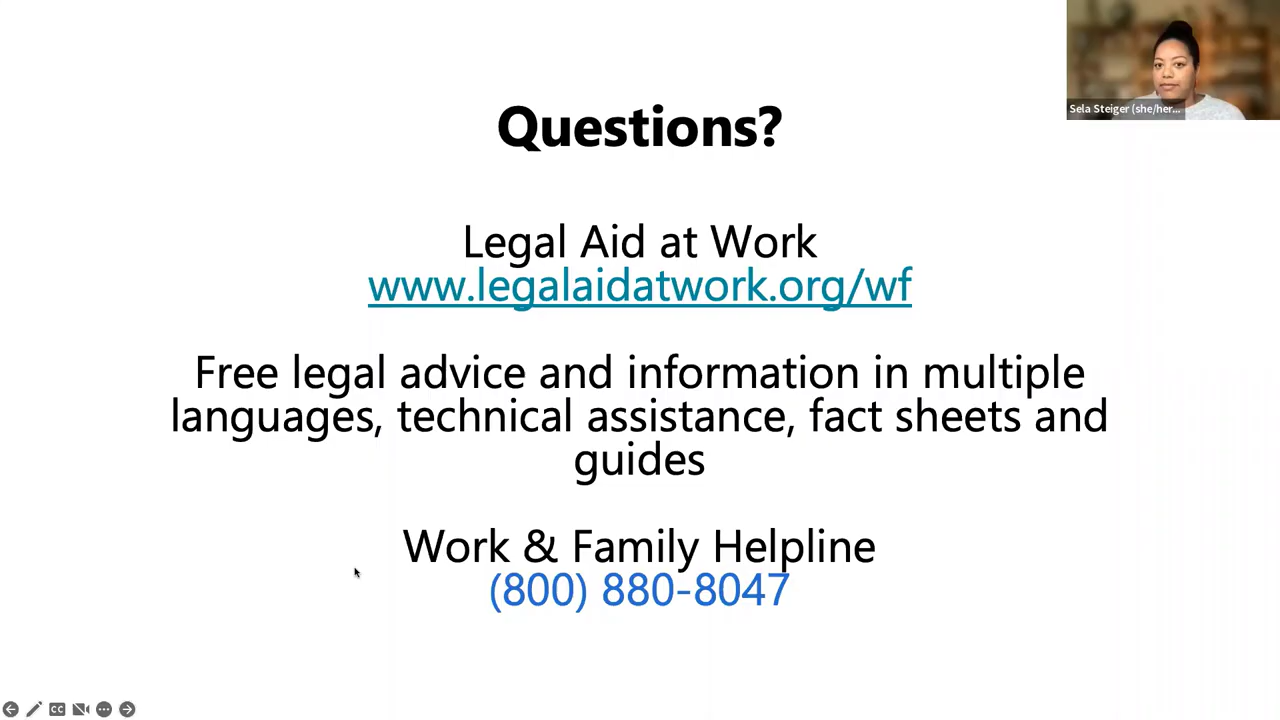 Sela Steiger (she/her...
Questions?
Legal Aid at Work
www.legalaidatwork.org/wf
Free legal advice and information in multiple
languages, technical assistance, fact sheets and
guides
Work & Family Helpline
(800) 880-8047
CC